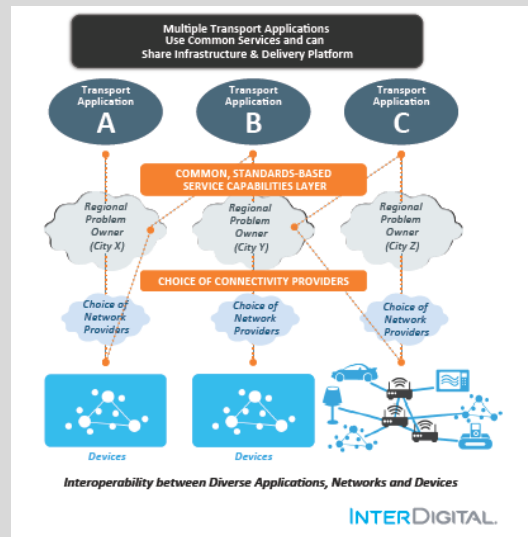 Multiple Transport Applications
Use Common Services and can
Share Infrastructure & Delivery Platform
Transport
Application
A
Transport
Application
B
Transport
Application
C
COMMON, STANDARDS-BASED
SERVICE CAPABILITIES LAYER
Regional
Problem
Owner
(City X)
Regional
Problem
Owner
(City Y)
Regional
Problem
Owner
(City Z)
CHOICE OF CONNECTIVITY PROVIDERS
Choice of
Network
Providers
Choice of
Network
Providers
Choice of
Network
Providers
Devices
Devices
Interoperability between Diverse Applications, Networks and Devices
INTERDIGITAL.